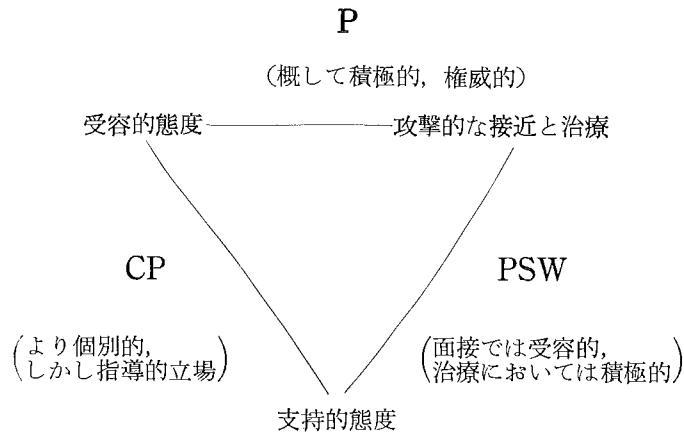 P
（概して積極的，権威的）
受容的態度
攻撃的な接近と治療
CP
PSW
（より個別的，
しかし指導的立場）
（面接では受容的，
治療においては積極的）
支持的態度